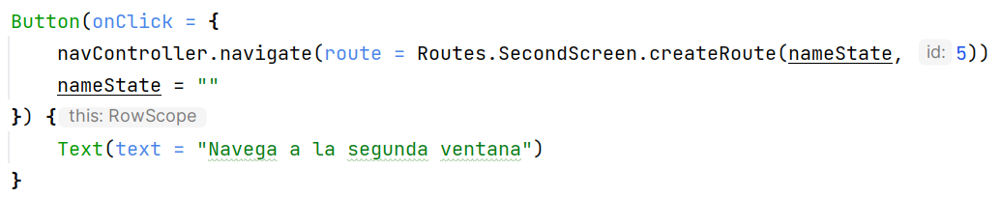 Button(onClick = {
    navController.navigate(route = Routes.SecondScreen.createRoute(nameState, id: 5))
    nameState = ""
}) { this: RowScope
    Text(text = "Navega a la segunda ventana")
}